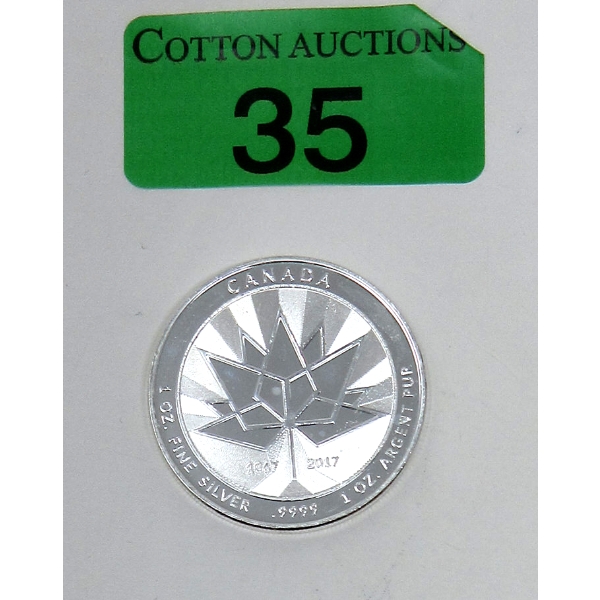 COTTON AUCTIONS
35
CANADA
1867 2017
1 OZ. FINE SILVER .9999 1 OZ. ARGENT PUR